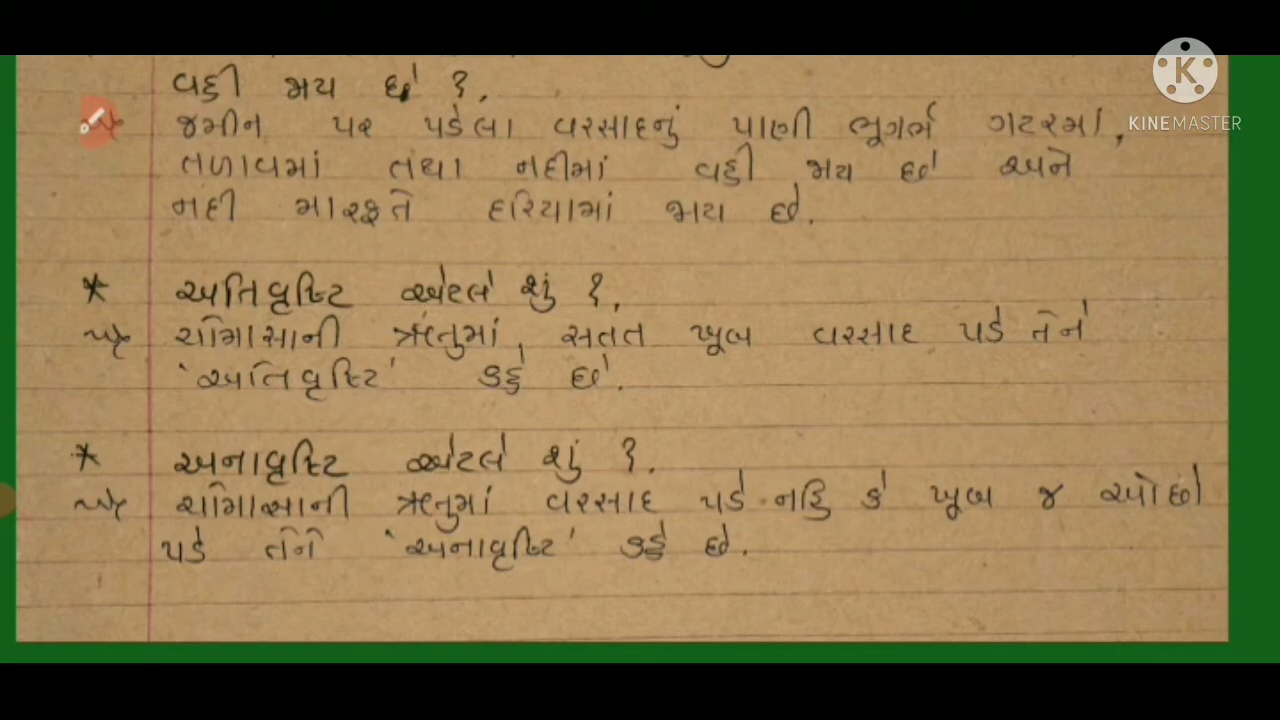 વહી જાય છે ?.
KINEMASTER
જમીન પર પડેલા વરસાદનું પાણી ભૂગર્ભ ગટરમાં,
તળાવમાં તથા નદીમાં વહી જાય છે અને
નદી મારફતે દરિયામાં જાય છે.
* અતિવૃષ્ટિ એટલે શું ?.
ચોમાસાની ઋતુમાં, સતત ખૂબ વરસાદ પડે તેને
'અતિવૃષ્ટિ' કહે છે.
* અનાવૃષ્ટિ એટલે શું ?.
ચોમાસાની ઋતુમાં વરસાદ પડે નહિ કે ખૂબ જ ઓછો
પડે તેને 'અનાવૃષ્ટિ' કહે છે.